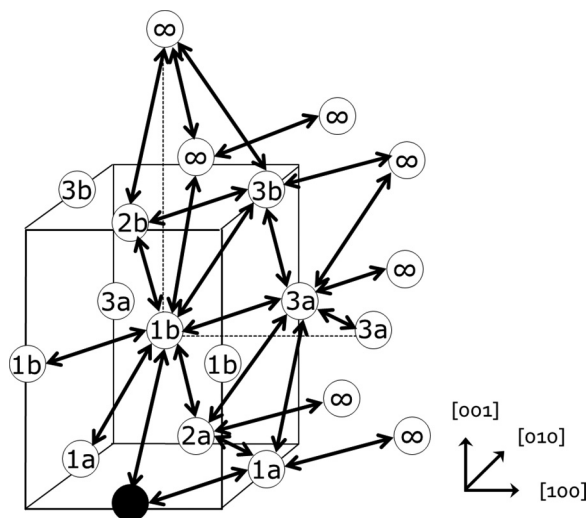 ∞
∞
∞ ∞
3b 3b
2b
∞
3a 3a
1b 3a
1b 1b
∞
2a ∞
1a 1a
[001]
[010]
[100]